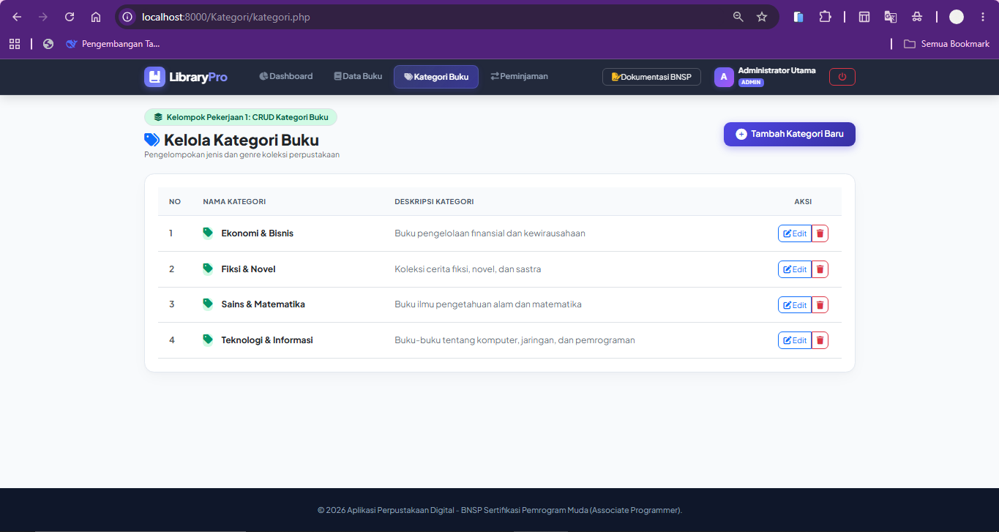 localhost:8000/Kategori/kategori.php
Pengembangan Ta...
Semua Bookmark
LibraryPro
Dashboard
Data Buku
Kategori Buku
Peminjaman
Dokumentasi BNSP
A
Administrator Utama
ADMIN
Kelompok Pekerjaan 1: CRUD Kategori Buku
Kelola Kategori Buku
Pengelompokan jenis dan genre koleksi perpustakaan
Tambah Kategori Baru
NO NAMA KATEGORI DESKRIPSI KATEGORI AKSI
1 Ekonomi & Bisnis Buku pengelolaan finansial dan kewirausahaan Edit
2 Fiksi & Novel Koleksi cerita fiksi, novel, dan sastra Edit
3 Sains & Matematika Buku ilmu pengetahuan alam dan matematika Edit
4 Teknologi & Informasi Buku-buku tentang komputer, jaringan, dan pemrograman Edit
© 2026 Aplikasi Perpustakaan Digital - BNSP Sertifikasi Pemrogram Muda (Associate Programmer).